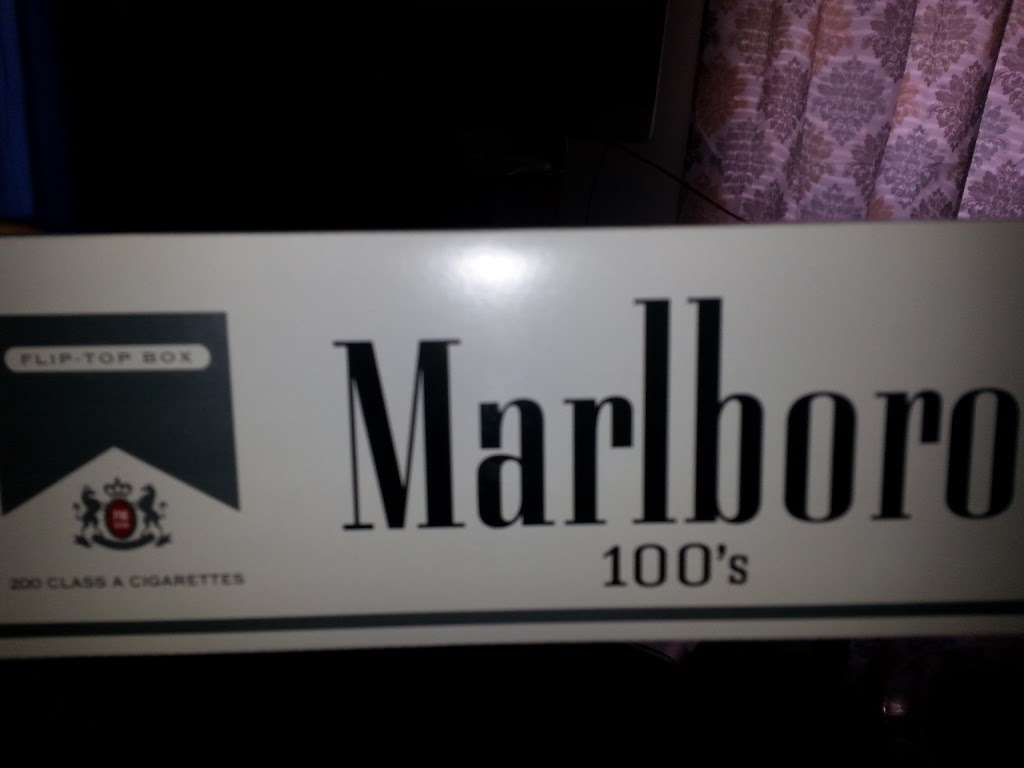 FLIP-TOP BOX
Marlboro
100's
200 CLASS A CIGARETTES